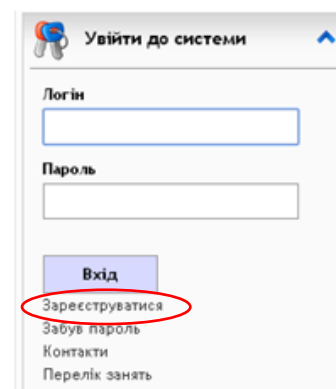 Увійти до системи
Логін
Пароль
Вхід
Зареєструватися
Забув пароль
Контакти
Перелік занять